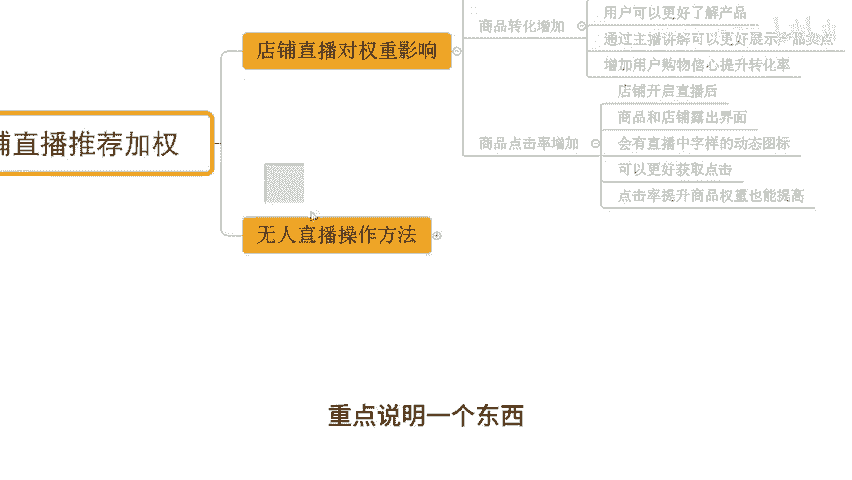 用户可以更好了解产品
商品转化增加
通过主播讲解可以更好展示产品卖点
店铺直播对权重影响
增加用户购物信心提升转化率
店铺开启直播后
商品和店铺露出界面
铺直播推荐加权
商品点击率增加
会有直播中字样的动态图标
可以更好获取点击
点击率提升商品权重也能提高
无人直播操作方法
重点说明一个东西